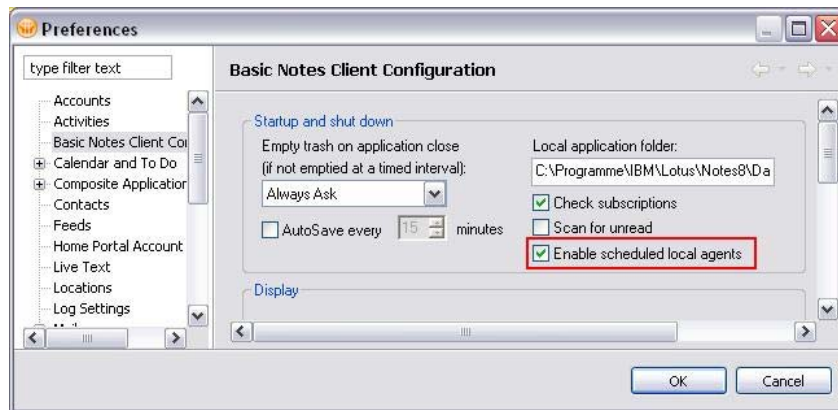 Preferences
type filter text
Accounts
Activities
Basic Notes Client Co
Calendar and To Do
Composite Application
Contacts
Feeds
Home Portal Account
Live Text
Locations
Log Settings
Basic Notes Client Configuration
Startup and shut down
Empty trash on application close
(if not emptied at a timed interval):
Always Ask
AutoSave every 15 minutes
Local application folder:
C:\Programme\IBM\Lotus\Notes8\Da
Check subscriptions
Scan for unread
Enable scheduled local agents
Display
OK Cancel